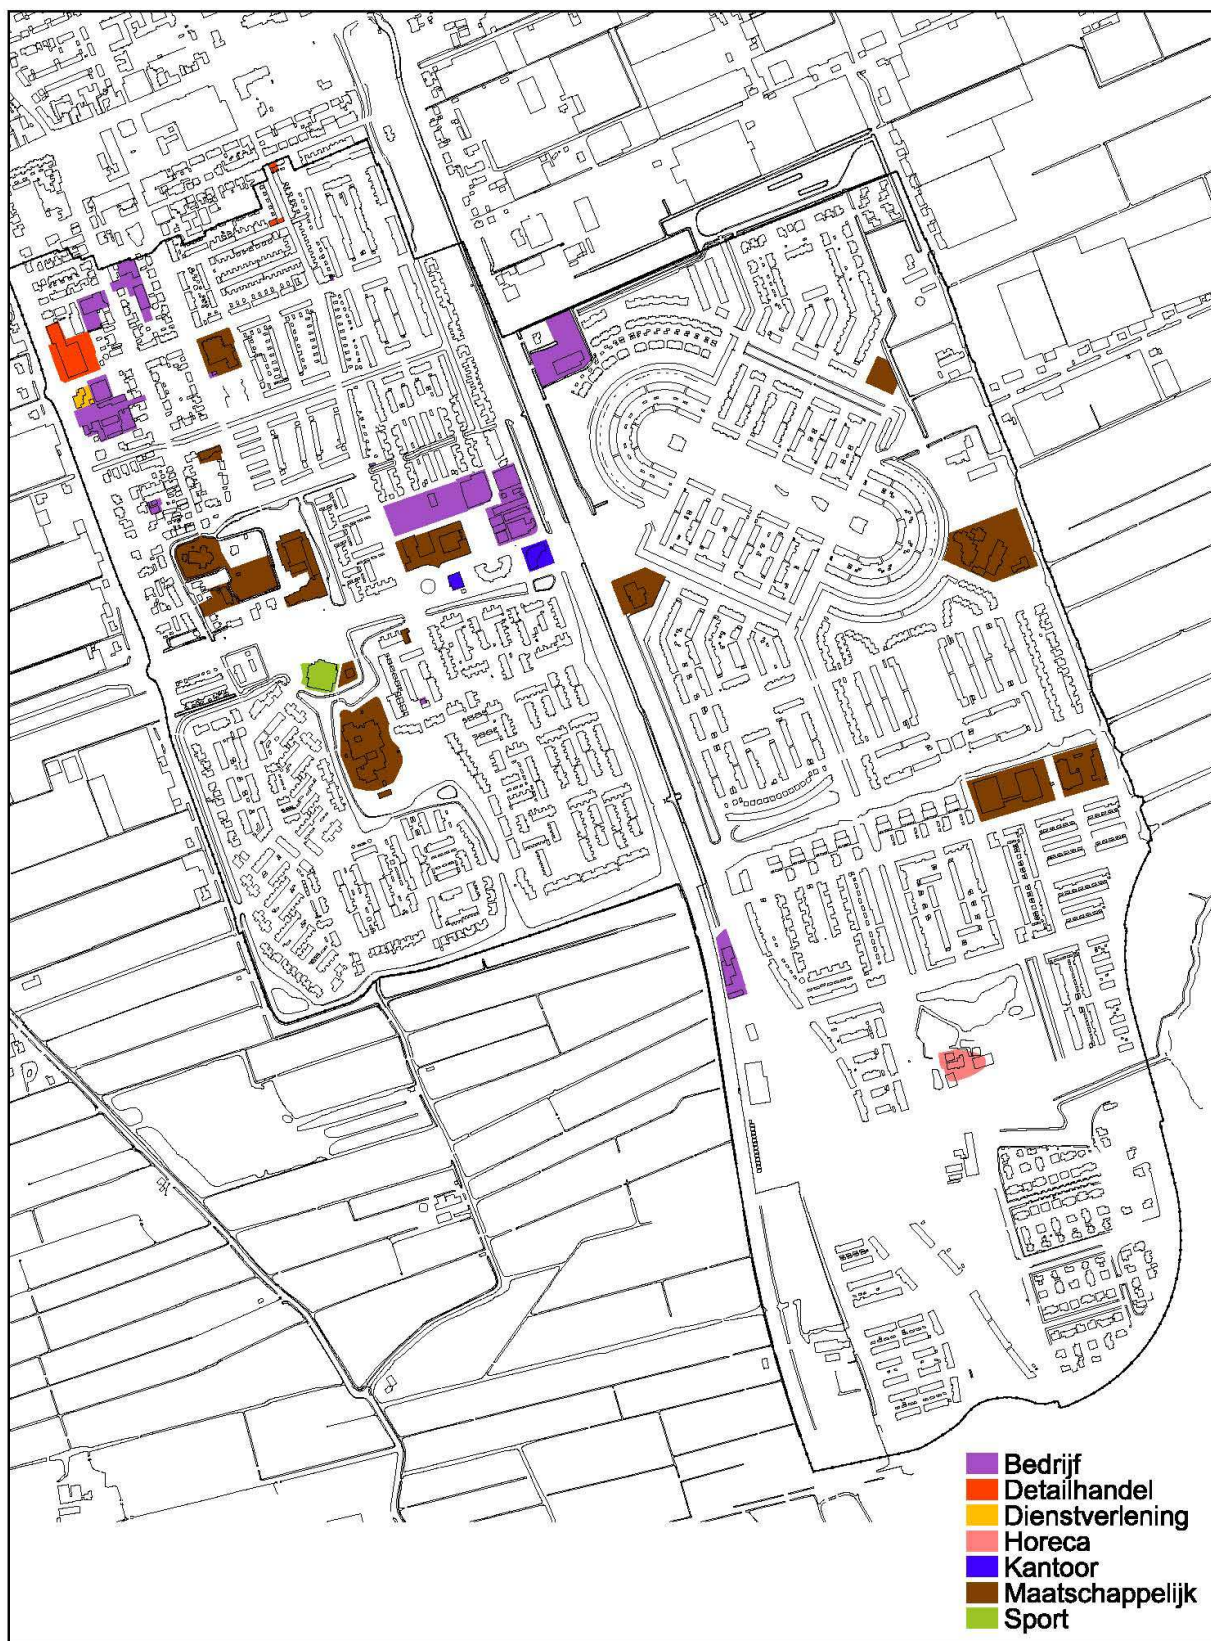 P
Bedrijf
Detailhandel
Dienstverlening
Horeca
Kantoor
Maatschappelijk
Sport